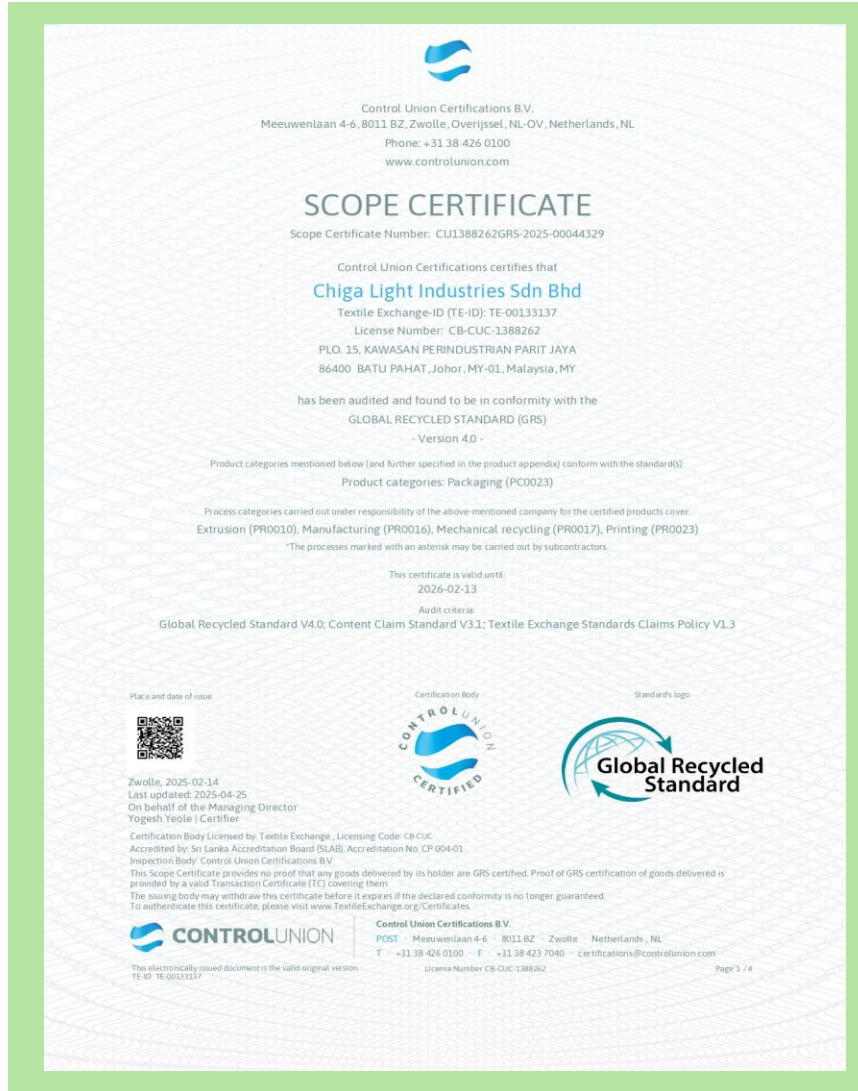 Control Union Certifications B.V.
Meeuwenlaan 4-6, 8011 BZ, Zwolle, Overijssel, NL-OV, Netherlands, NL
Phone: +31 38 426 0100
www.controlunion.com
SCOPE CERTIFICATE
Scope Certificate Number: CU1388262GRS-2025-00044329
Control Union Certifications certifies that
Chiga Light Industries Sdn Bhd
Textile Exchange-ID (TE-ID): TE-00133137
License Number: CB-CUC-1388262
PLO. 15, KAWASAN PERINDUSTRIAN PARIT JAYA
86400 BATU PAHAT, Johor, MY-01, Malaysia, MY
has been audited and found to be in conformity with the
GLOBAL RECYCLED STANDARD (GRS)
- Version 4.0 -
Product categories mentioned below (and further specified in the product appendix) conform with the standard(s):
Product categories: Packaging (PC0023)
Process categories carried out under responsibility of the above-mentioned company for the certified products cover:
Extrusion (PR0010), Manufacturing (PR0016), Mechanical recycling (PR0017), Printing (PR0023)
*The processes marked with an asterisk may be carried out by subcontractors.
This certificate is valid until:
2026-02-13
Audit criteria:
Global Recycled Standard V4.0; Content Claim Standard V3.1; Textile Exchange Standards Claims Policy V1.3
Place and date of issue:
Certification Body
Standard's logo
CONTROL UNION
CERTIFIED
Global Recycled
Standard
Zwolle, 2025-02-14
Last updated: 2025-04-25
On behalf of the Managing Director
Yogesh Yeole | Certifier
Certification Body Licensed by: Textile Exchange , Licensing Code: CB-CUC
Accredited by: Sri Lanka Accreditation Board (SLAB), Accreditation No: CP 004-01
Inspection Body: Control Union Certifications B.V.
This Scope Certificate provides no proof that any goods delivered by its holder are GRS certified. Proof of GRS certification of goods delivered is
provided by a valid Transaction Certificate (TC) covering them.
The issuing body may withdraw this certificate before it expires if the declared conformity is no longer guaranteed.
To authenticate this certificate, please visit www.TextileExchange.org/Certificates.
CONTROLUNION
Control Union Certifications B.V.
POST · Meeuwenlaan 4-6 · 8011 BZ · Zwolle · Netherlands , NL
T · +31 38 426 0100 · F · +31 38 423 7040 · certifications@controlunion.com
This electronically issued document is the valid original version.
License Number CB-CUC-1388262
Page 1 / 4
TE-ID: TE-00133137